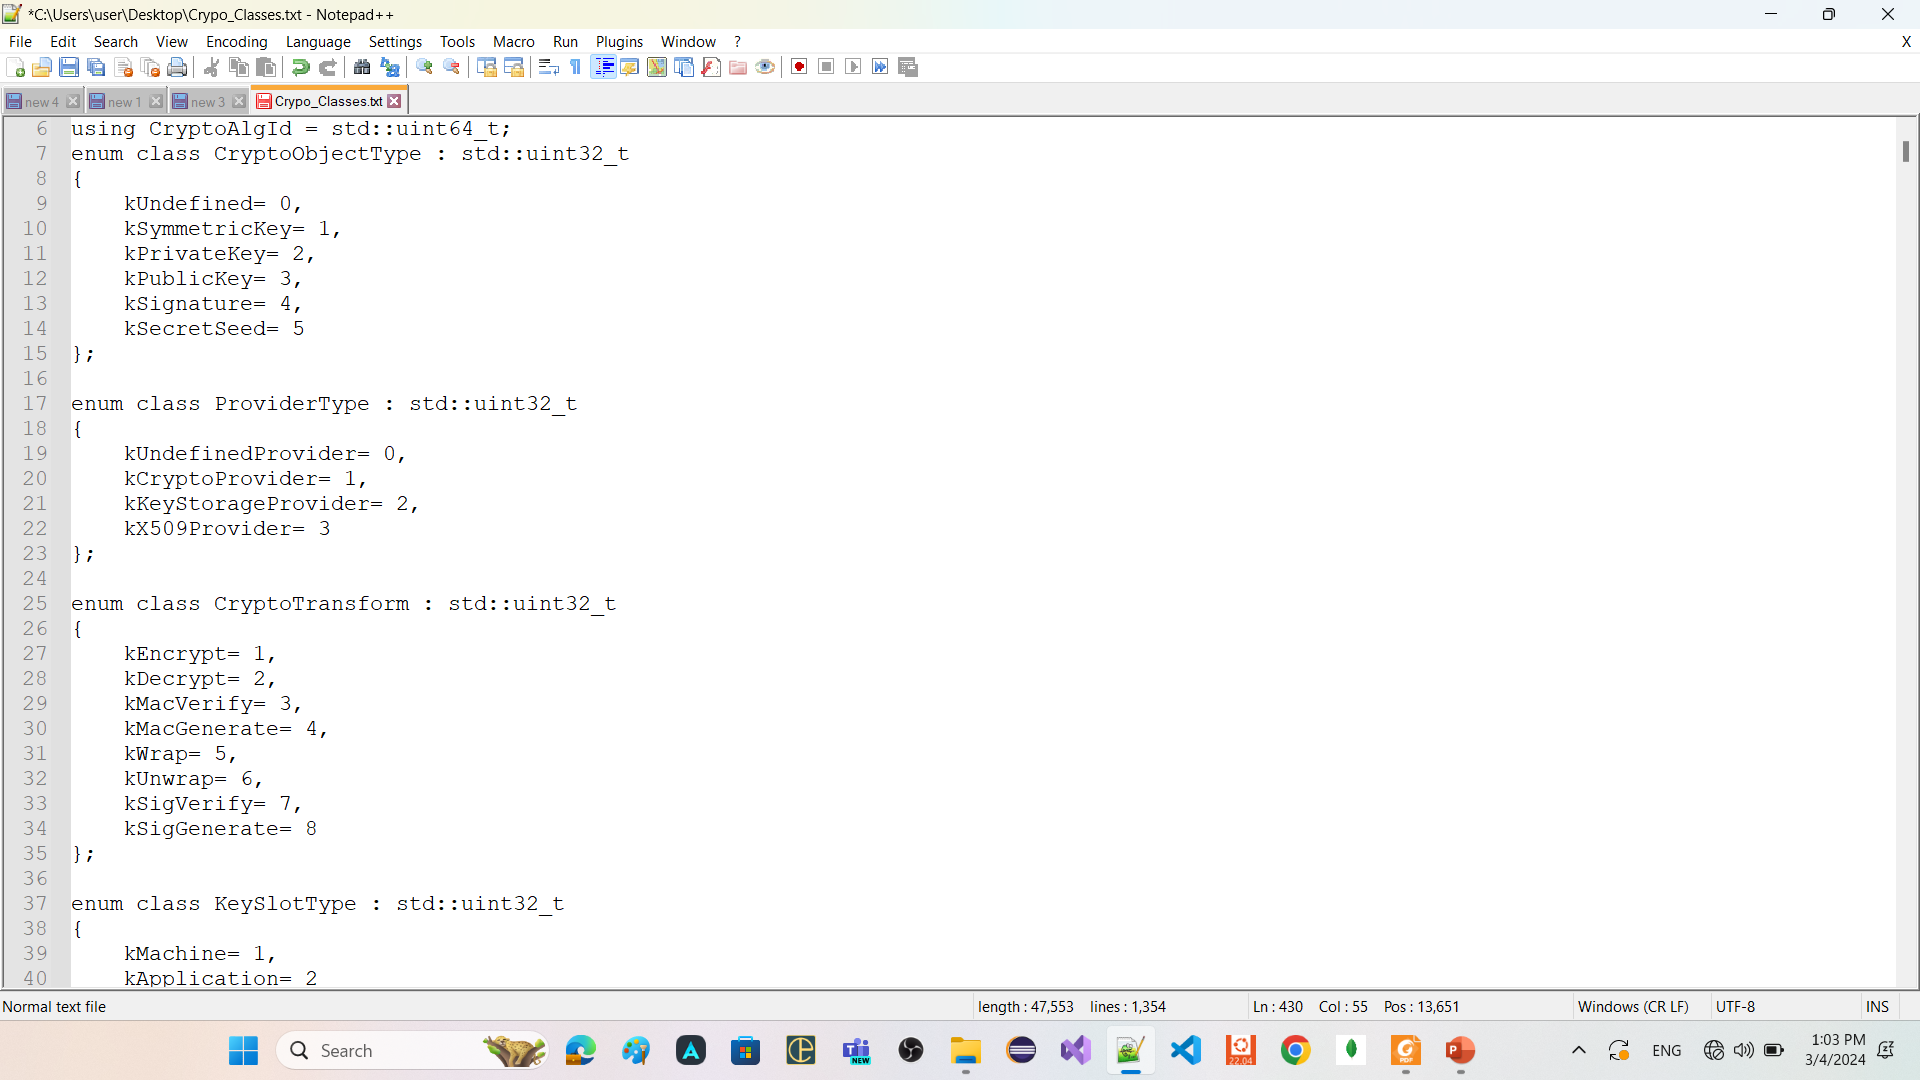 *C:\Users\user\Desktop\Crypo_Classes.txt - Notepad++
File Edit Search View Encoding Language Settings Tools Macro Run Plugins Window ? X
new 4 new 1 new 3 Crypo_Classes.txt
6 using CryptoAlgId = std::uint64_t;
7 enum class CryptoObjectType : std::uint32_t
8 {
9 kUndefined= 0,
10 kSymmetricKey= 1,
11 kPrivateKey= 2,
12 kPublicKey= 3,
13 kSignature= 4,
14 kSecretSeed= 5
15 };
16
17 enum class ProviderType : std::uint32_t
18 {
19 kUndefinedProvider= 0,
20 kCryptoProvider= 1,
21 kKeyStorageProvider= 2,
22 kX509Provider= 3
23 };
24
25 enum class CryptoTransform : std::uint32_t
26 {
27 kEncrypt= 1,
28 kDecrypt= 2,
29 kMacVerify= 3,
30 kMacGenerate= 4,
31 kWrap= 5,
32 kUnwrap= 6,
33 kSigVerify= 7,
34 kSigGenerate= 8
35 };
36
37 enum class KeySlotType : std::uint32_t
38 {
39 kMachine= 1,
40 kApplication= 2
Normal text file length : 47,553 lines : 1,354 Ln : 430 Col : 55 Pos : 13,651 Windows (CR LF) UTF-8 INS
Search NEW 22.04 PDF P ENG 1:03 PM
3/4/2024